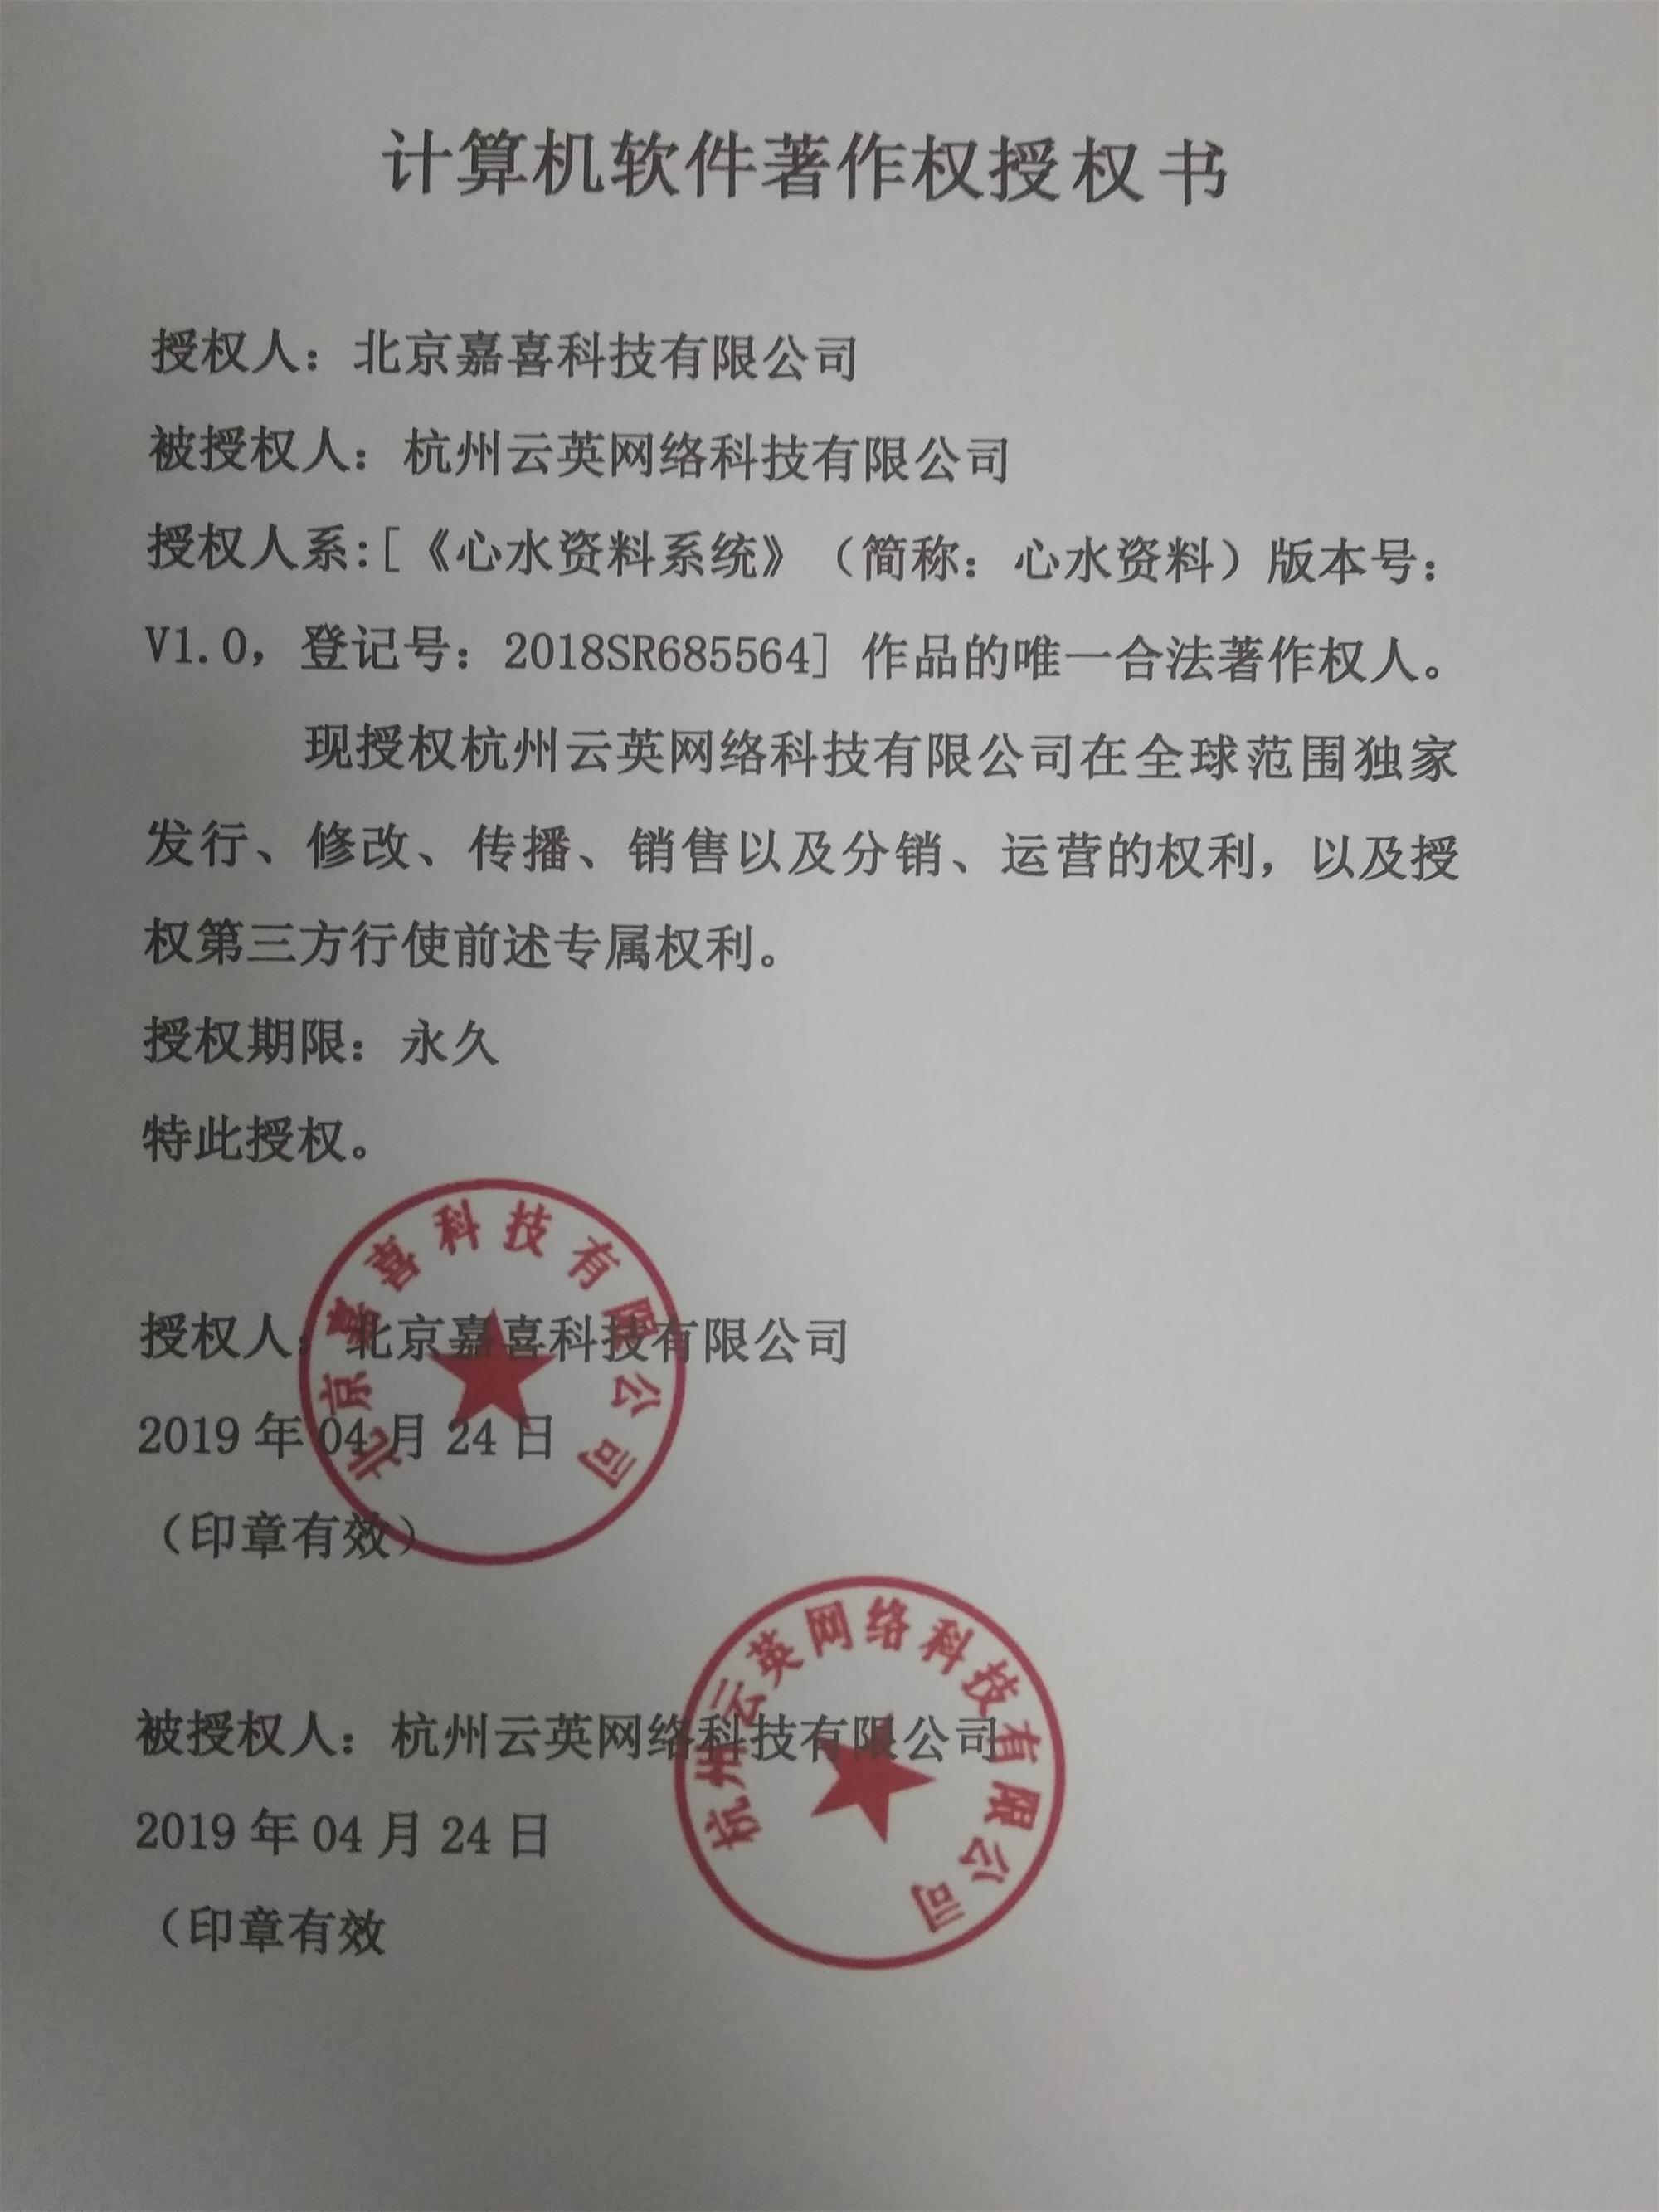 计算机软件著作权授权书
授权人：北京嘉喜科技有限公司
被授权人：杭州云英网络科技有限公司
授权人系:[《心水资料系统》（简称：心水资料）版本号：
V1.0，登记号：2018SR685564] 作品的唯一合法著作权人。
现授权杭州云英网络科技有限公司在全球范围独家
发行、修改、传播、销售以及分销、运营的权利，以及授
权第三方行使前述专属权利。
授权期限：永久
特此授权。
北京嘉喜科技有限公司
授权人：北京嘉喜科技有限公司
2019 年 04 月 24 日
（印章有效）
杭州云英网络科技有限公司
被授权人：杭州云英网络科技有限公司
2019 年 04 月 24 日
（印章有效